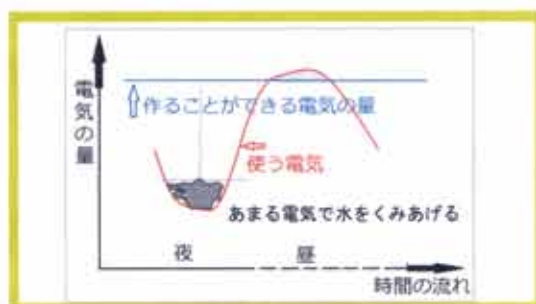 電気の量
作ることができる電気の量
使う電気
あまる電気で水をくみあげる
夜 昼
時間の流れ